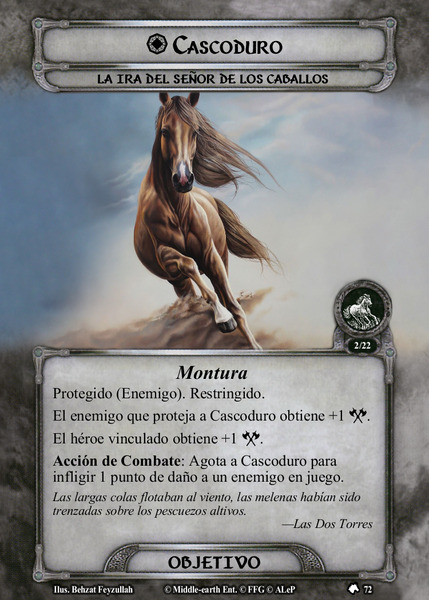 Cascoduro
La ira del Señor de los Caballos
2/22
Montura
Protegido (Enemigo). Restringido.
El enemigo que proteja a Cascoduro obtiene +1 .
El héroe vinculado obtiene +1 .
Acción de Combate: Agota a Cascoduro para
infligir 1 punto de daño a un enemigo en juego.
Las largas colas flotaban al viento, las melenas habían sido
trenzadas sobre los pescuezos altivos.
—Las Dos Torres
OBJETIVO
Ilus. Behzat Feyzullah © Middle-earth Ent. © FFG © ALeP 72